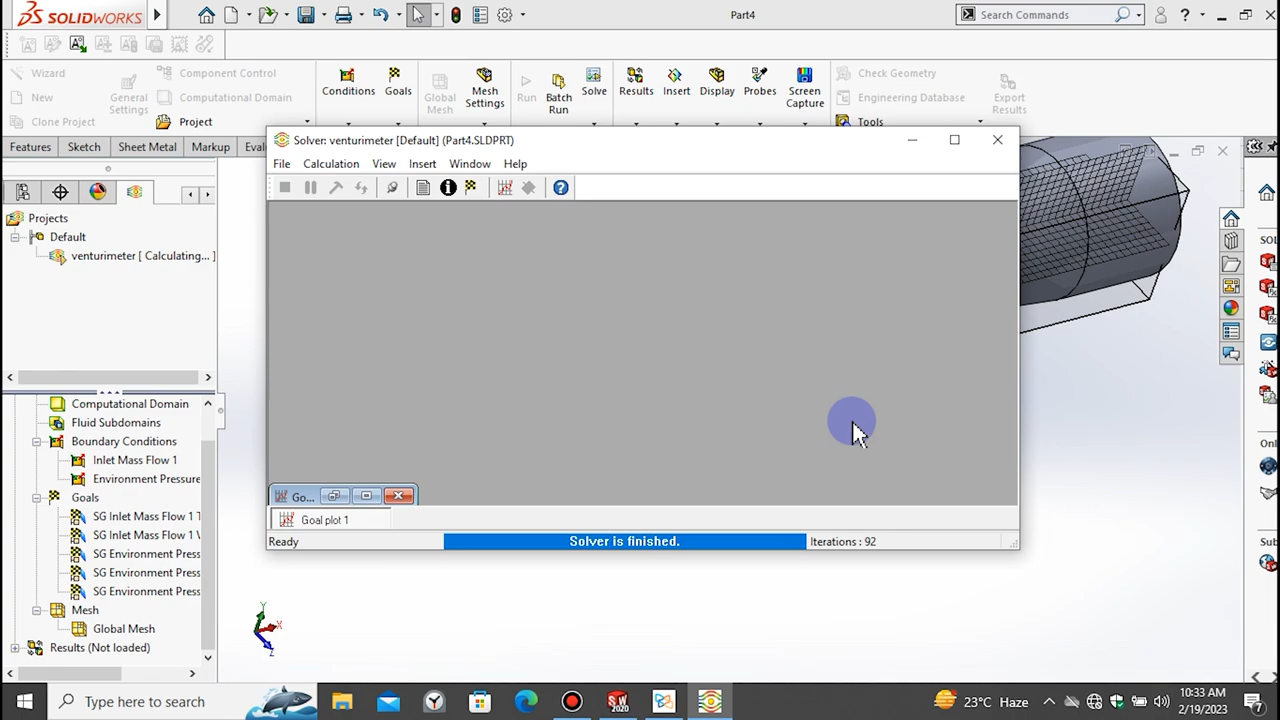 SOLIDWORKS
Part4
Search Commands
Wizard
New
Clone Project
General Settings
Component Control
Computational Domain
Project
Conditions
Goals
Global Mesh
Mesh Settings
Run
Batch Run
Solve
Results
Insert
Display
Probes
Screen Capture
Check Geometry
Engineering Database
Tools
Export Results
Features
Sketch
Sheet Metal
Markup
Eval
Solver: venturimeter [Default] (Part4.SLDPRT)
File
Calculation
View
Insert
Window
Help
Projects
Default
venturimeter [ Calculating... ]
Computational Domain
Fluid Subdomains
Boundary Conditions
Inlet Mass Flow 1
Environment Pressure
Goals
SG Inlet Mass Flow 1 T
SG Inlet Mass Flow 1 V
SG Environment Press
SG Environment Press
SG Environment Press
Mesh
Global Mesh
Results (Not loaded)
Go...
Goal plot 1
Ready
Solver is finished.
Iterations : 92
SOL
Onl
Sub
Y
X
Z
Type here to search
SW
2020
23°C Haze
10:33 AM
2/19/2023
7